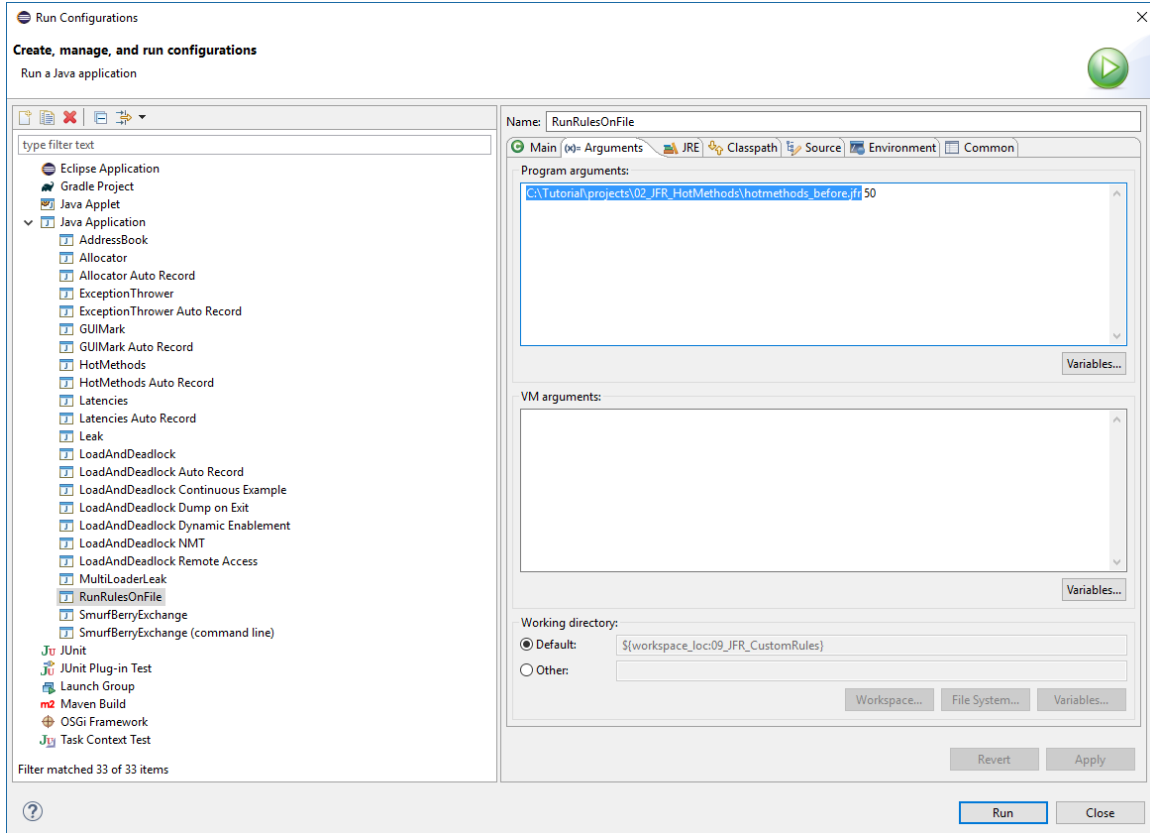 Run Configurations
Create, manage, and run configurations
Run a Java application
type filter text
Eclipse Application
Gradle Project
Java Applet
Java Application
AddressBook
Allocator
Allocator Auto Record
ExceptionThrower
ExceptionThrower Auto Record
GUIMark
GUIMark Auto Record
HotMethods
HotMethods Auto Record
Latencies
Latencies Auto Record
Leak
LoadAndDeadlock
LoadAndDeadlock Auto Record
LoadAndDeadlock Continuous Example
LoadAndDeadlock Dump on Exit
LoadAndDeadlock Dynamic Enablement
LoadAndDeadlock NMT
LoadAndDeadlock Remote Access
MultiLoaderLeak
RunRulesOnFile
SmurfBerryExchange
SmurfBerryExchange (command line)
JUnit
JUnit Plug-in Test
Launch Group
m2 Maven Build
OSGi Framework
Task Context Test
Filter matched 33 of 33 items
Name: RunRulesOnFile
Main (x)= Arguments JRE Classpath Source Environment Common
Program arguments:
C:\Tutorial\projects\02_JFR_HotMethods\hotmethods_before.jfr 50
Variables...
VM arguments:
Variables...
Working directory:
Default: ${workspace_loc:09_JFR_CustomRules}
Other:
Workspace... File System... Variables...
Revert Apply
Run Close